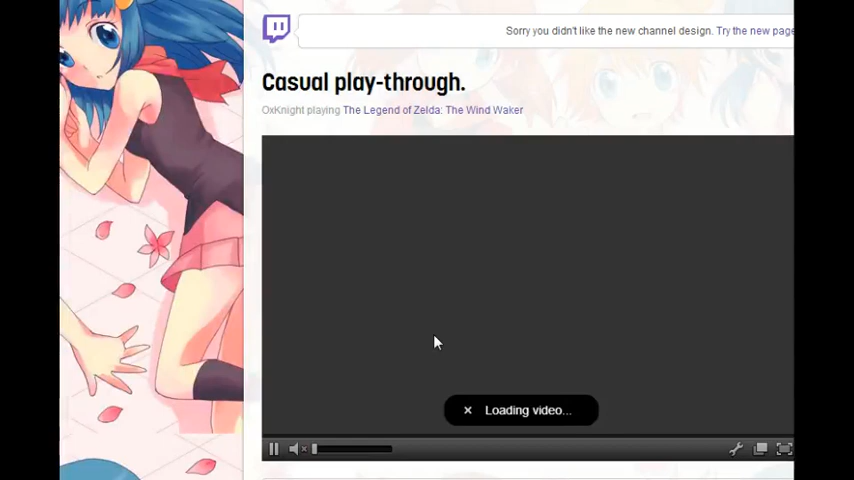 Sorry you didn't like the new channel design. Try the new page
Casual play-through.
OxKnight playing The Legend of Zelda: The Wind Waker
Loading video...